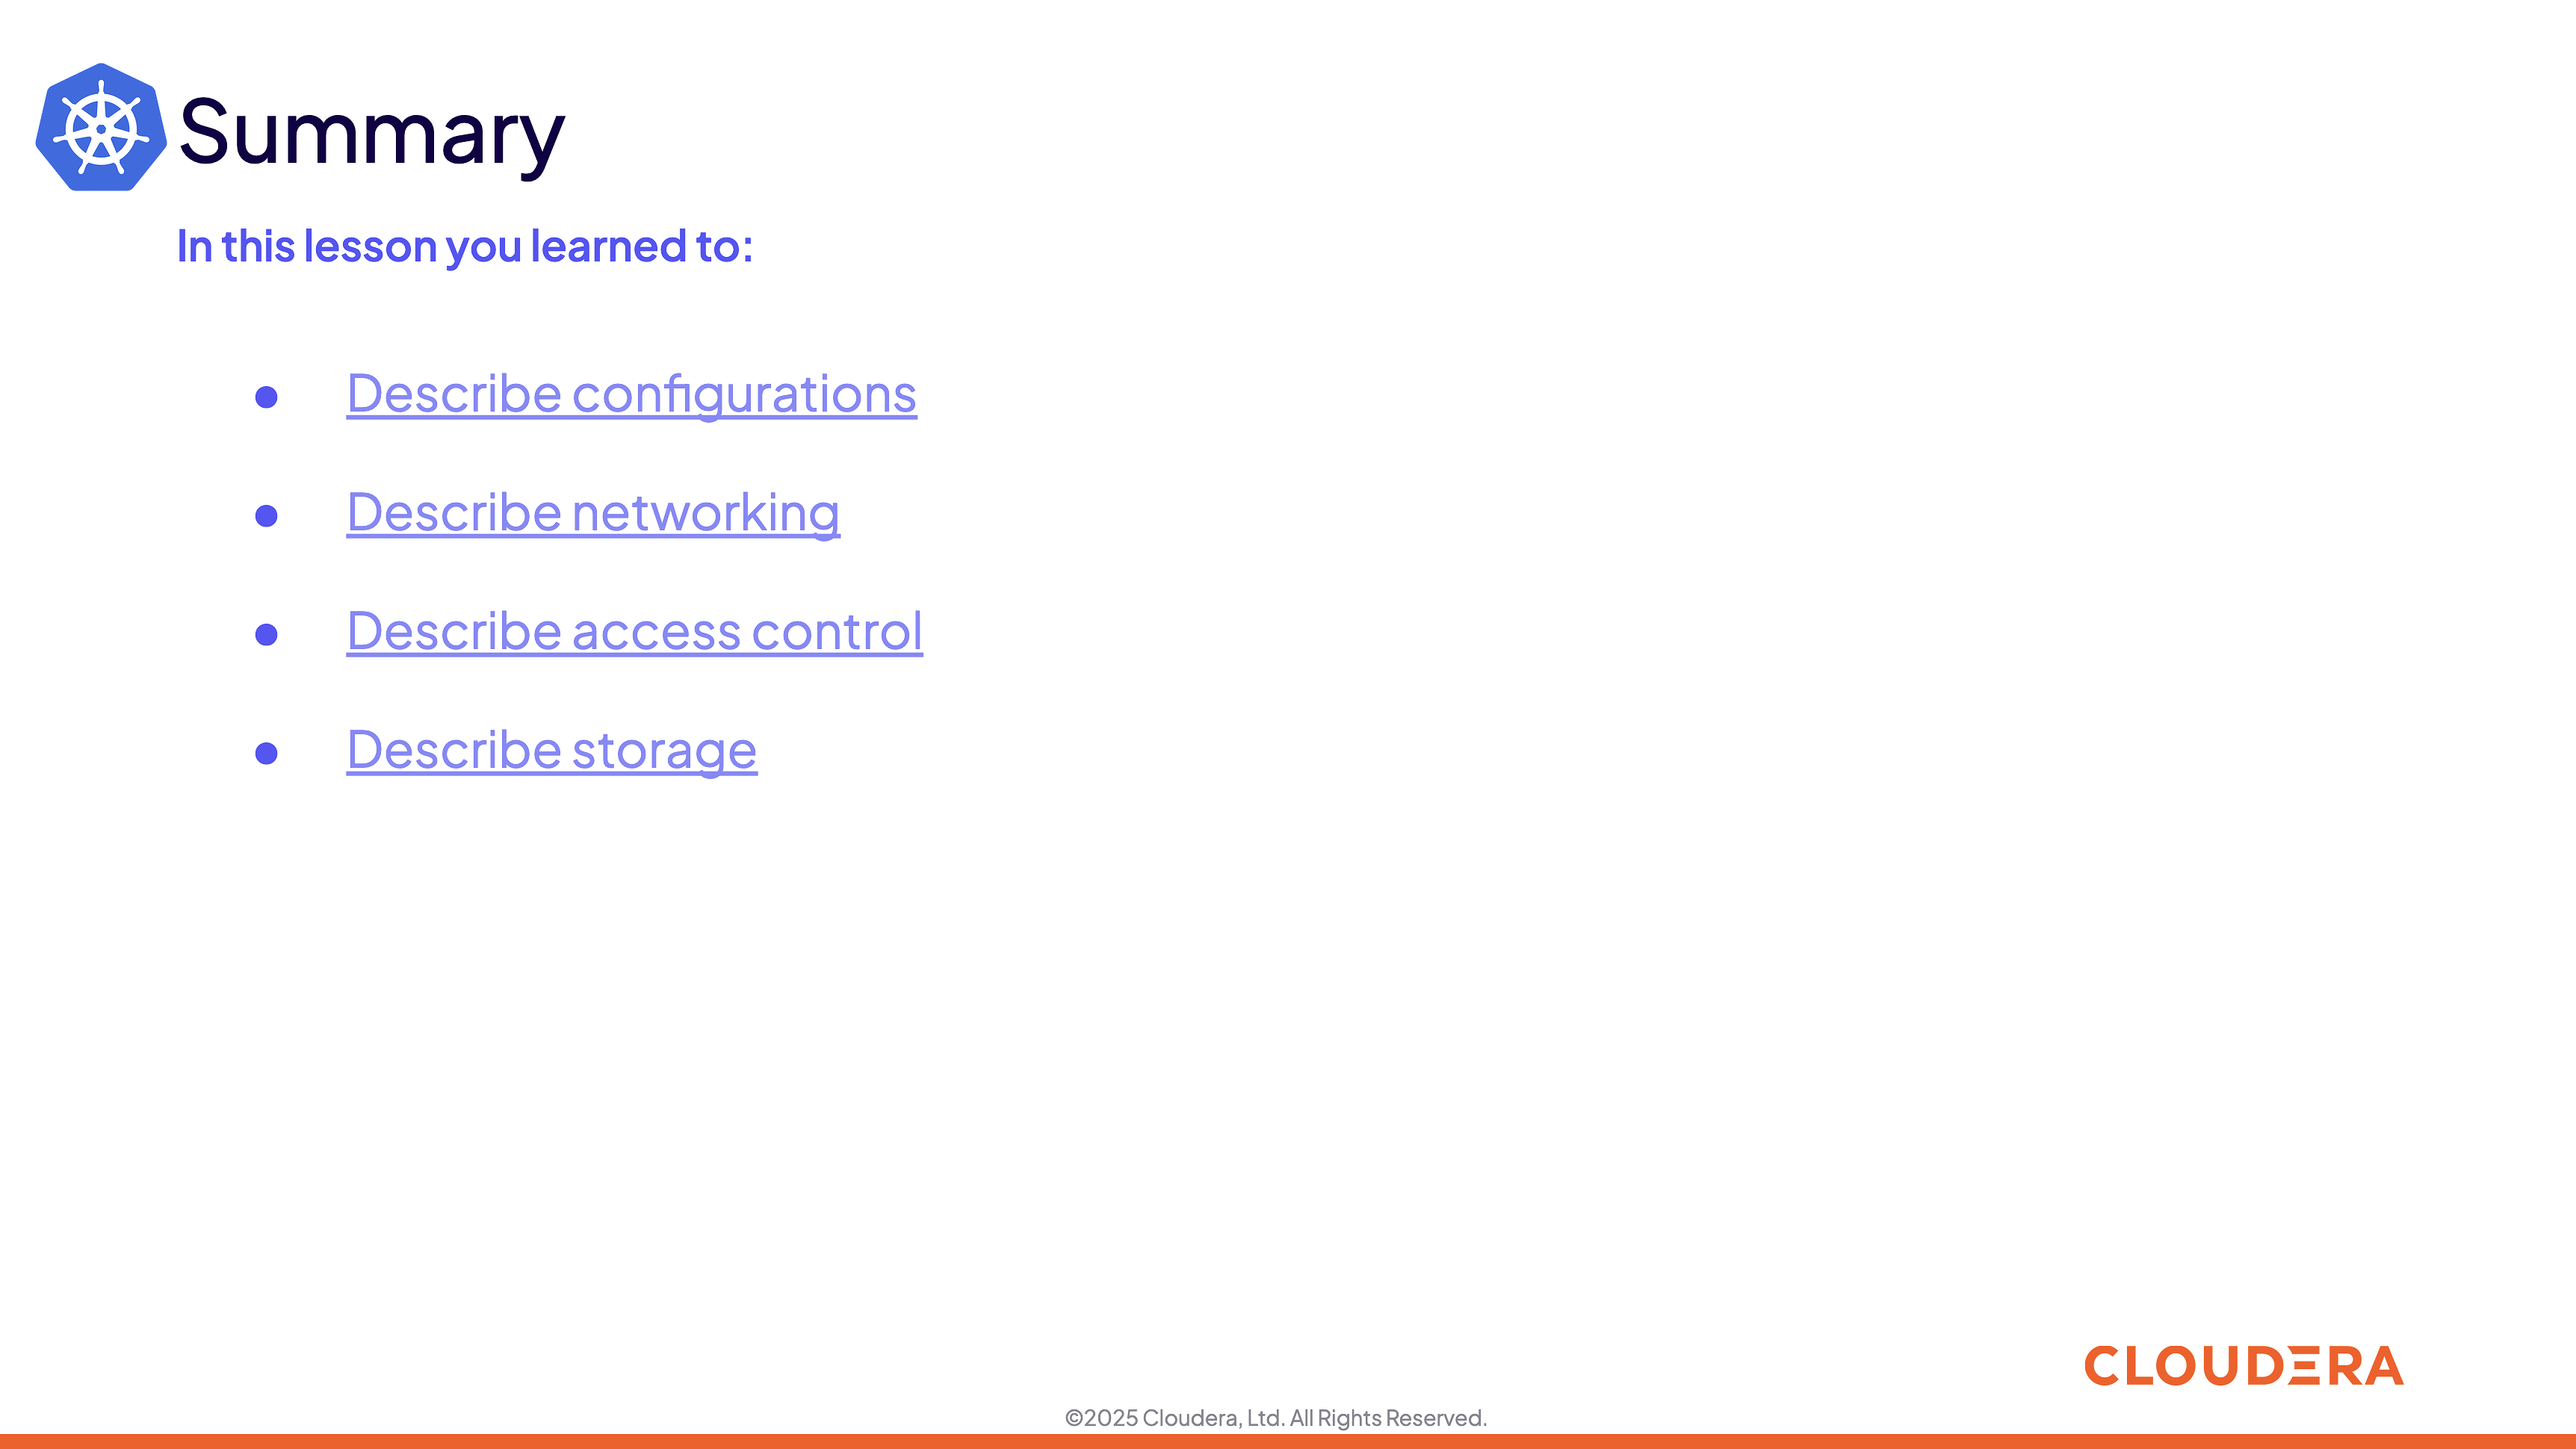 Summary
In this lesson you learned to:
● Describe configurations
● Describe networking
● Describe access control
● Describe storage
CLOUDERA
©2025 Cloudera, Ltd. All Rights Reserved.